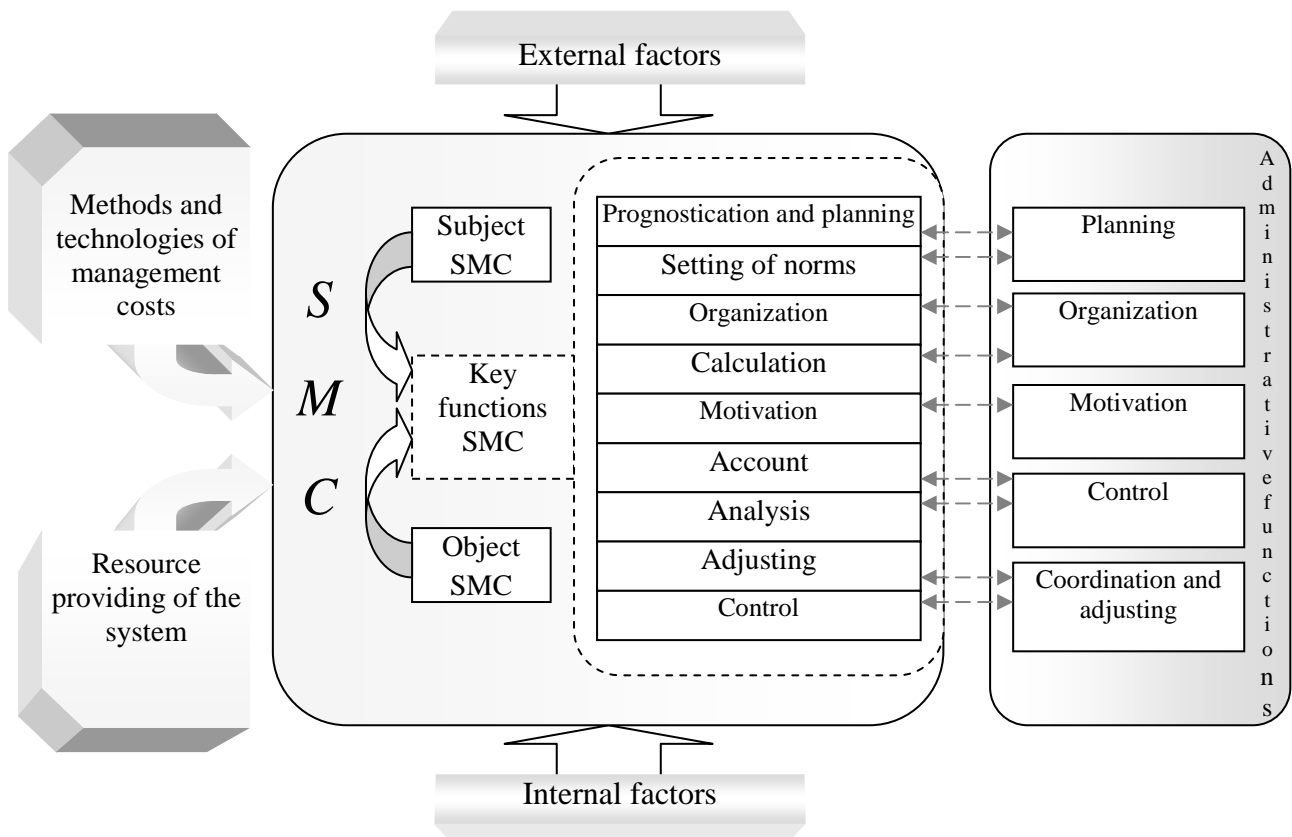 External factors
Methods and
technologies of
management
costs
Resource
providing of the
system
S
M
C
Subject
SMC
Key
functions
SMC
Object
SMC
Prognostication and planning
Setting of norms
Organization
Calculation
Motivation
Account
Analysis
Adjusting
Control
Planning
Organization
Motivation
Control
Coordination and
adjusting
Administrative functions
Internal factors